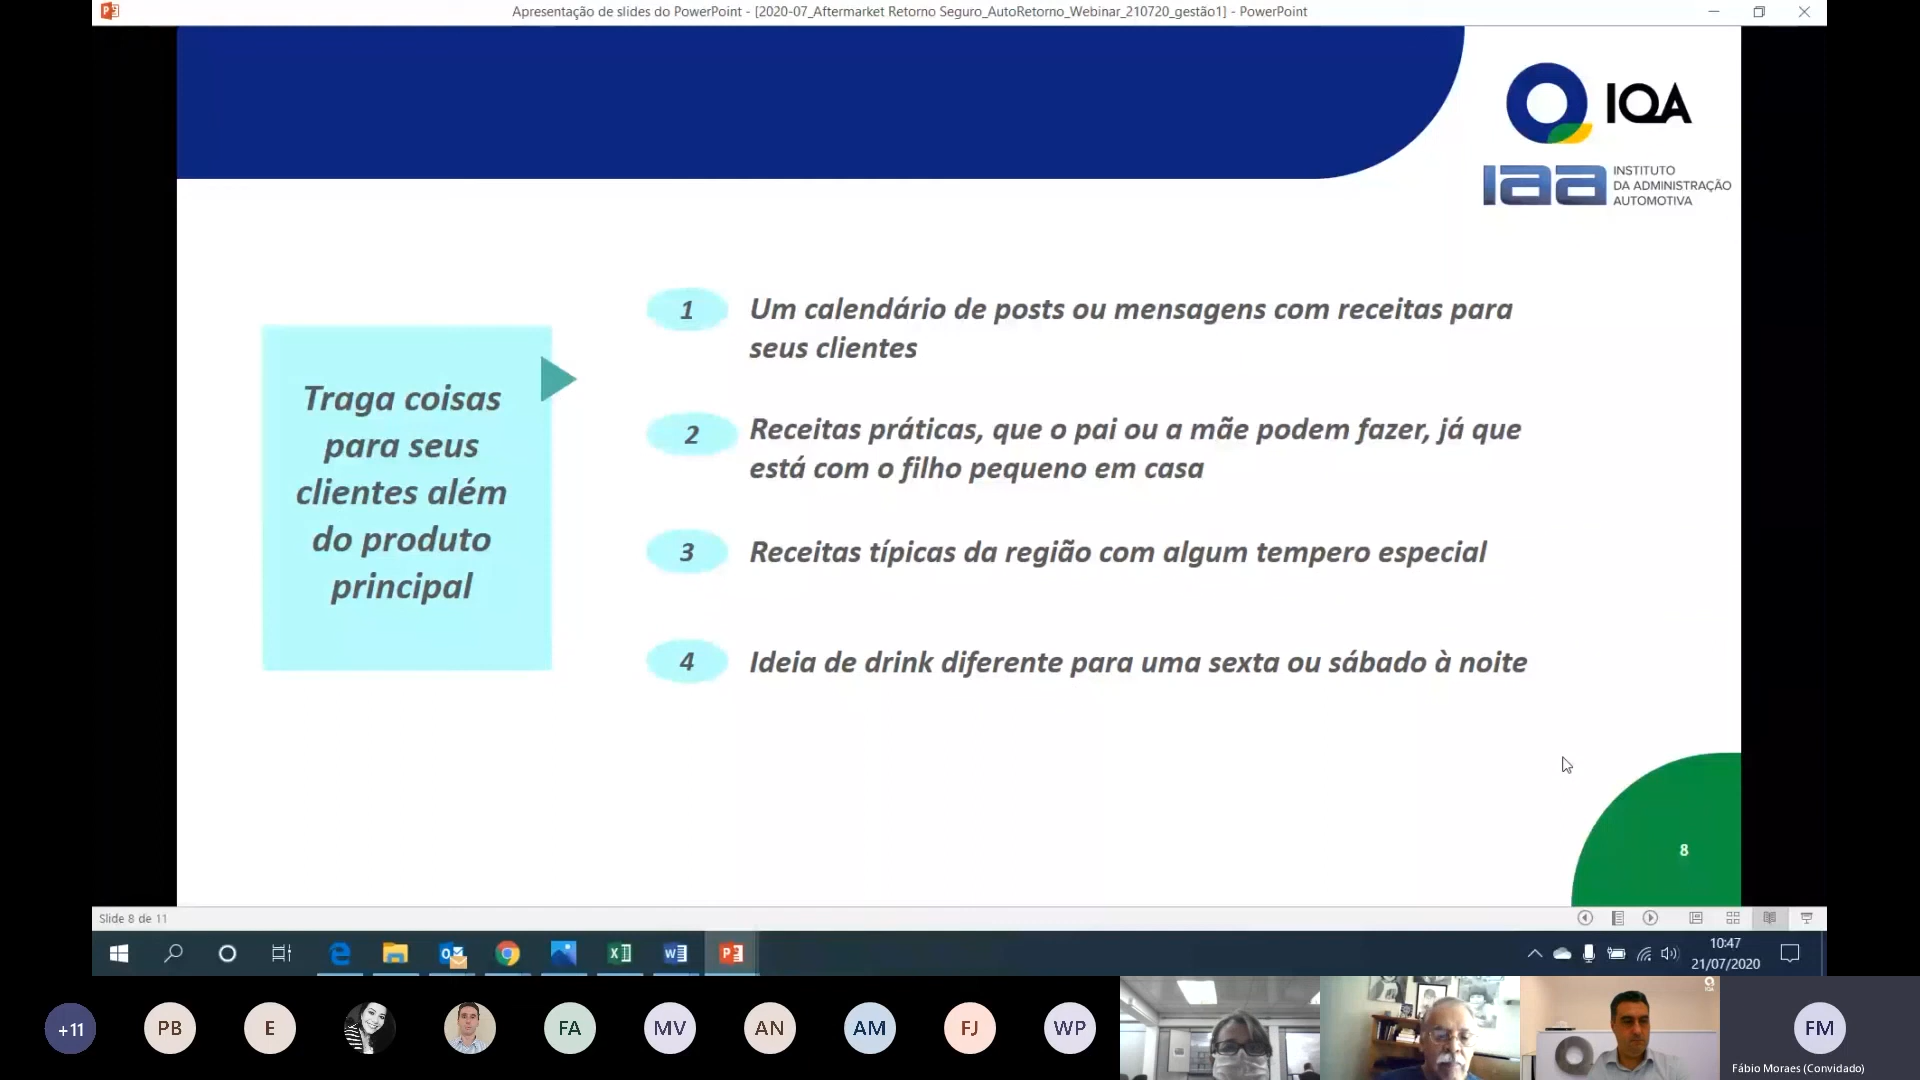 Apresentação de slides do PowerPoint - [2020-07_Aftermarket Retorno Seguro_AutoRetorno_Webinar_210720_gestão1] - PowerPoint
IQA
iaa
INSTITUTO
DA ADMINISTRAÇÃO
AUTOMOTIVA
Traga coisas
para seus
clientes além
do produto
principal
1
Um calendário de posts ou mensagens com receitas para
seus clientes
2
Receitas práticas, que o pai ou a mãe podem fazer, já que
está com o filho pequeno em casa
3
Receitas típicas da região com algum tempero especial
4
Ideia de drink diferente para uma sexta ou sábado à noite
8
Slide 8 de 11
10:47
21/07/2020
+11
PB
E
FA
MV
AN
AM
FJ
WP
FM
Fábio Moraes (Convidado)